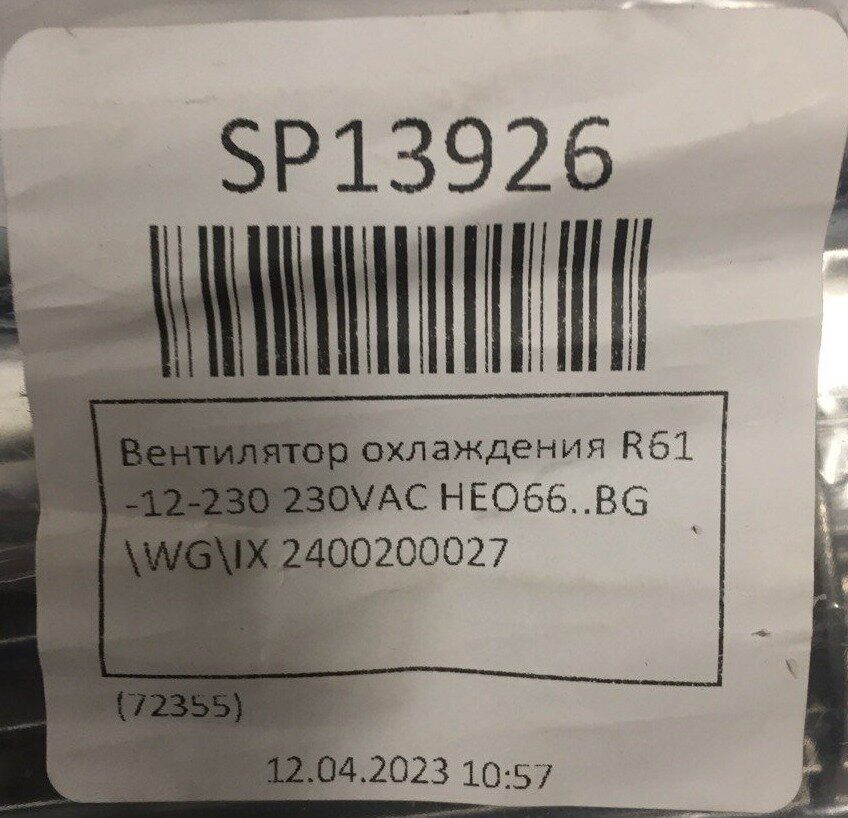 SP13926
Вентилятор охлаждения R61
-12-230 230VAC HEO66..BG
\WG\IX 2400200027
(72355)
12.04.2023 10:57